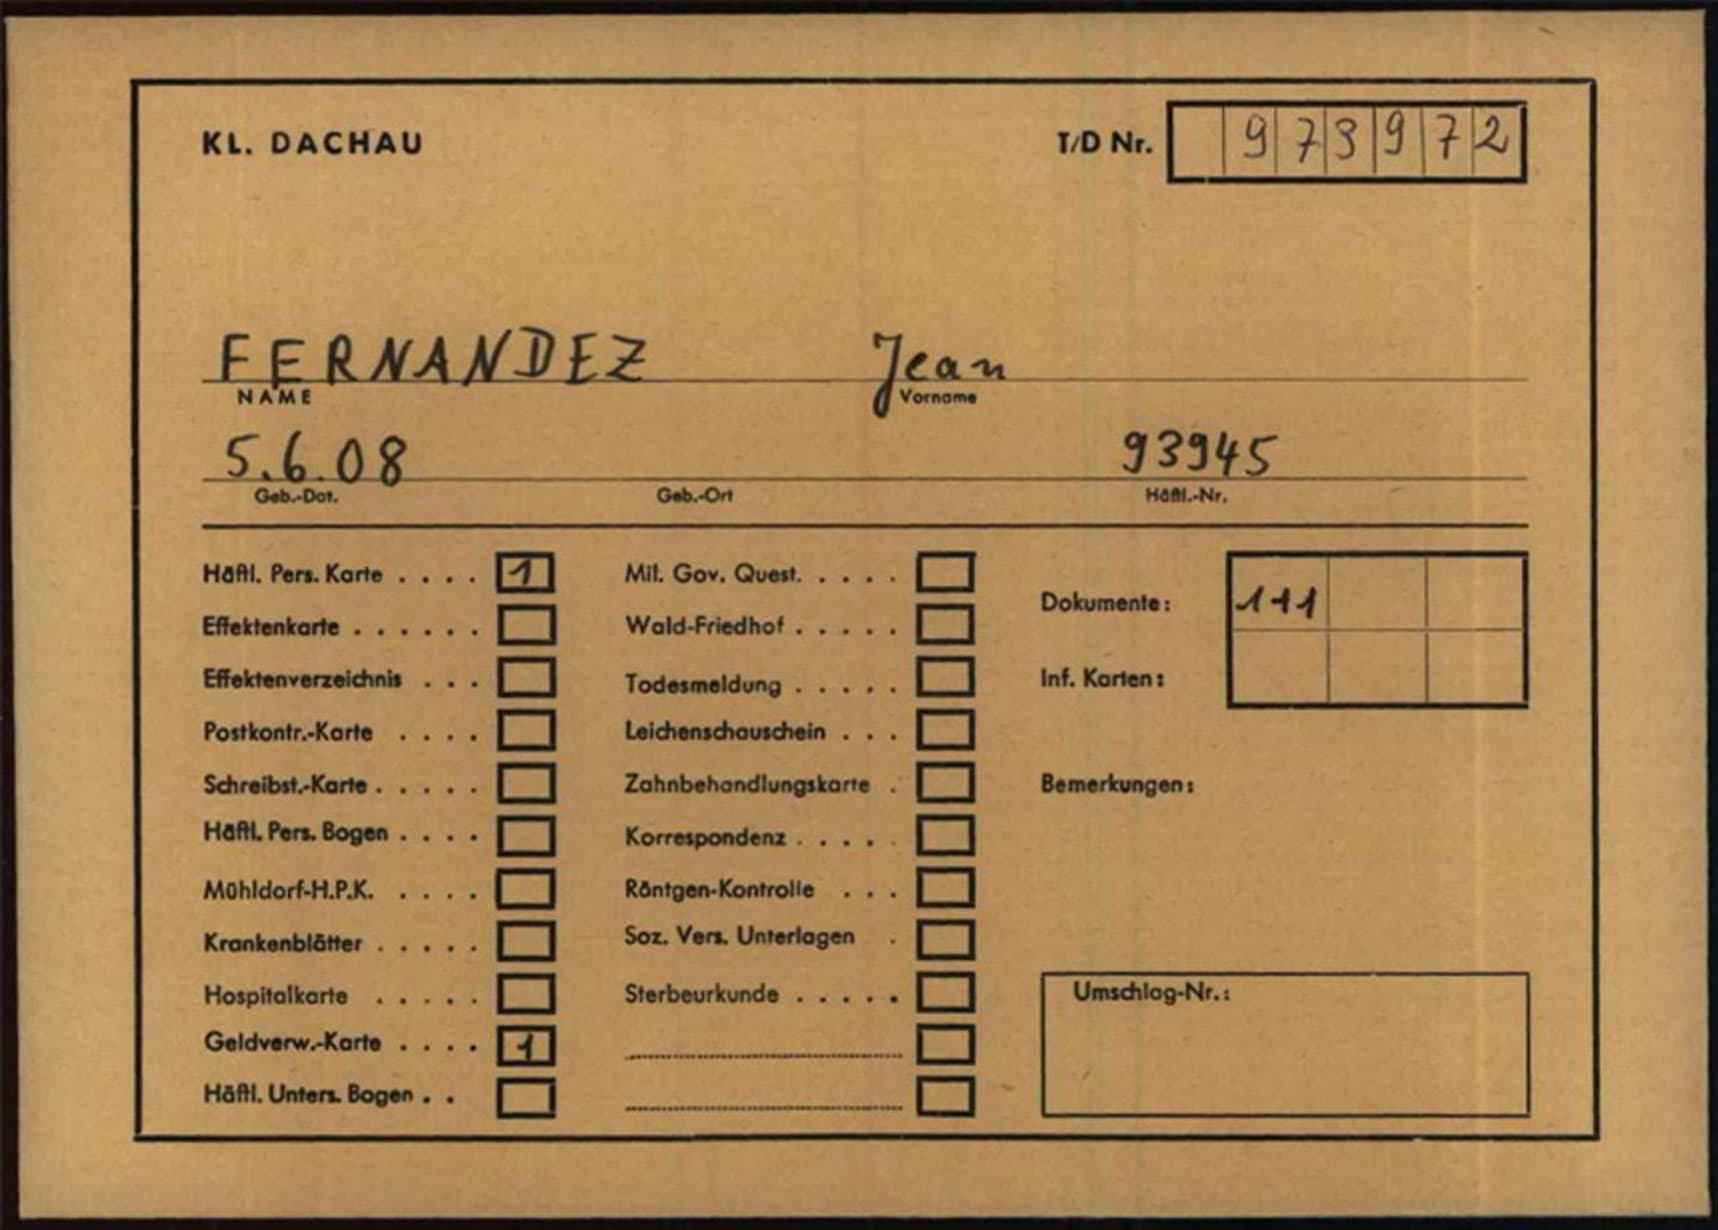 KL. DACHAU
T/D Nr. 973972
FERNANDEZ Jean
NAME Vorname
5.6.08 93945
Geb.-Dat. Geb.-Ort Häftl.-Nr.
Häftl. Pers. Karte . . . . 1
Effektenkarte . . . . . .
Effektenverzeichnis . . .
Postkontr.-Karte . . . .
Schreibst.-Karte . . . . .
Häftl. Pers. Bogen . . . .
Mühldorf-H.P.K. . . . .
Krankenblätter . . . . .
Hospitalkarte . . . . .
Geldverw.-Karte . . . . 1
Häftl. Unters. Bogen . .
Mil. Gov. Quest. . . . .
Wald-Friedhof . . . . .
Todesmeldung . . . . .
Leichenschauschein . . .
Zahnbehandlungskarte .
Korrespondenz . . . . .
Röntgen-Kontrolle . . .
Soz. Vers. Unterlagen .
Sterbeurkunde . . . . .
Dokumente: 1+1
Inf. Karten:
Bemerkungen:
Umschlag-Nr.: